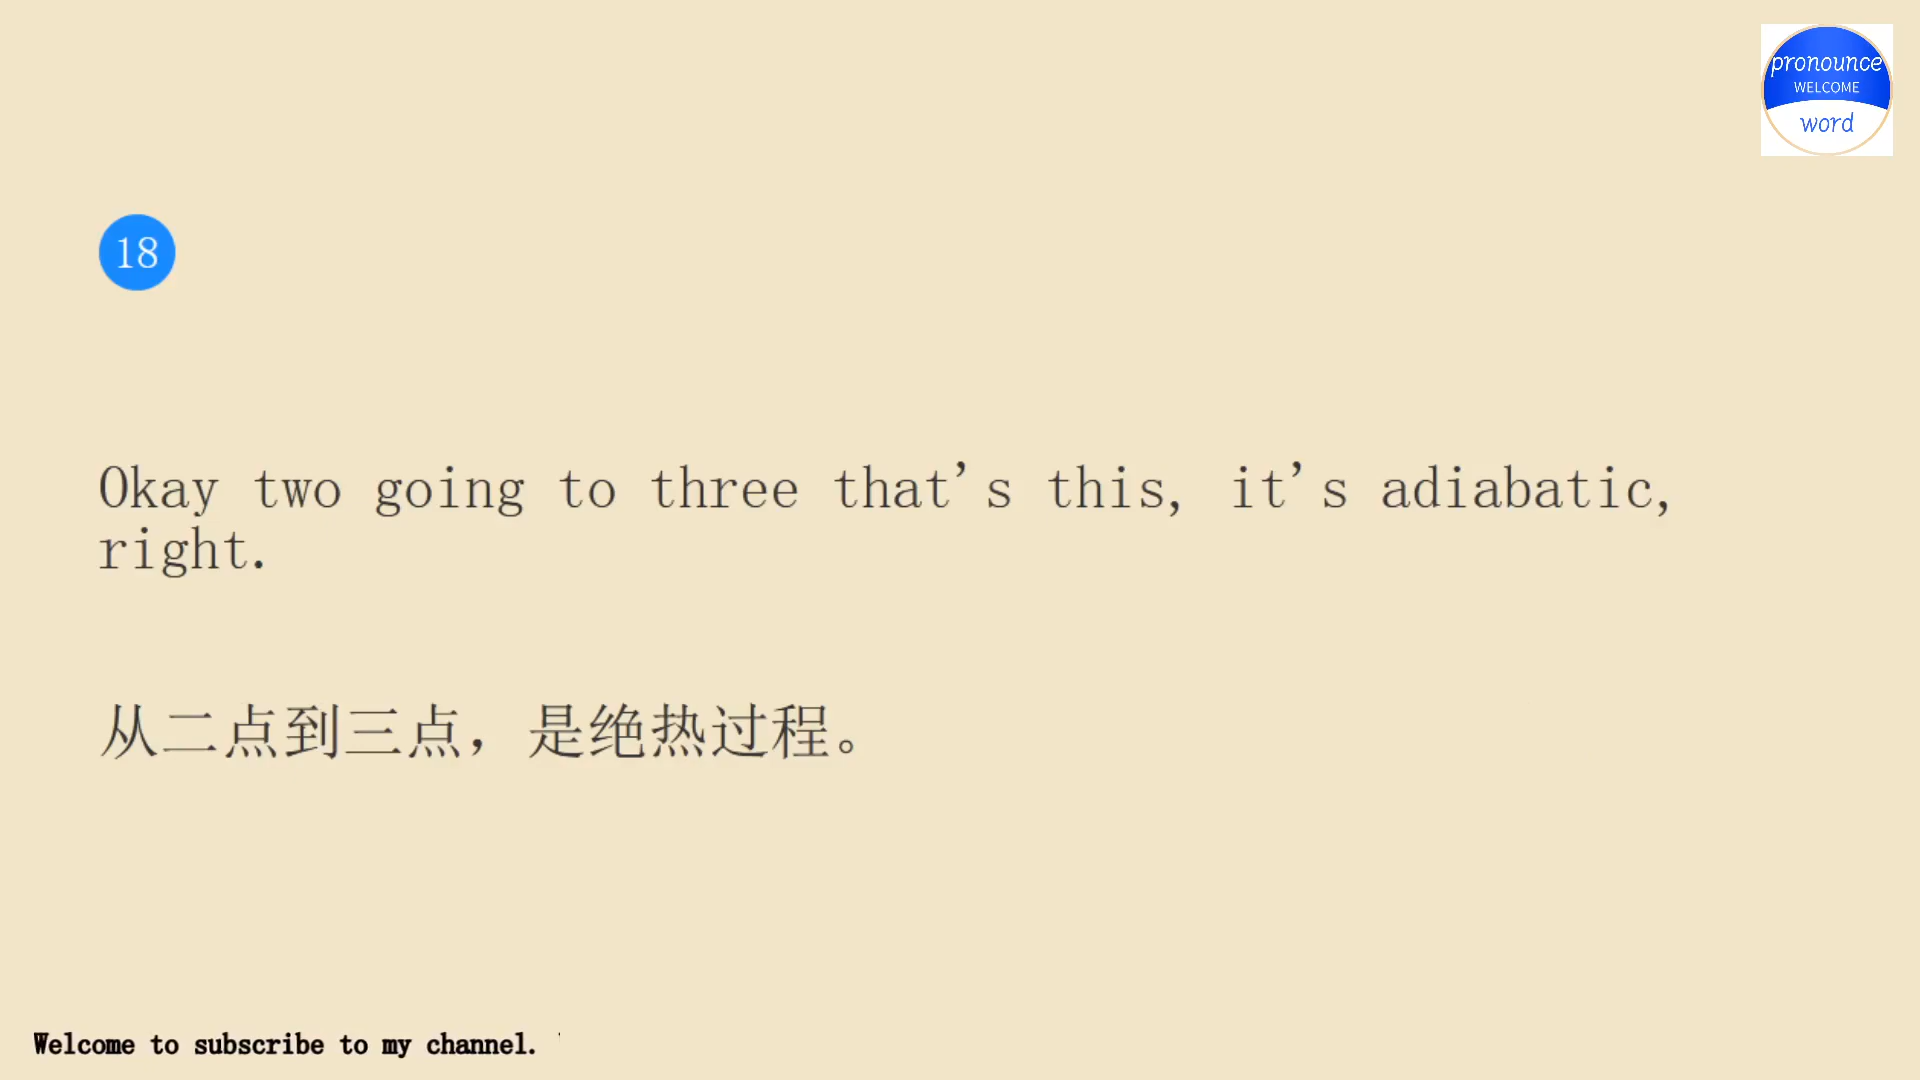 pronounce
WELCOME
word
18
Okay two going to three that's this, it's adiabatic,
right.
从二点到三点，是绝热过程。
Welcome to subscribe to my channel.